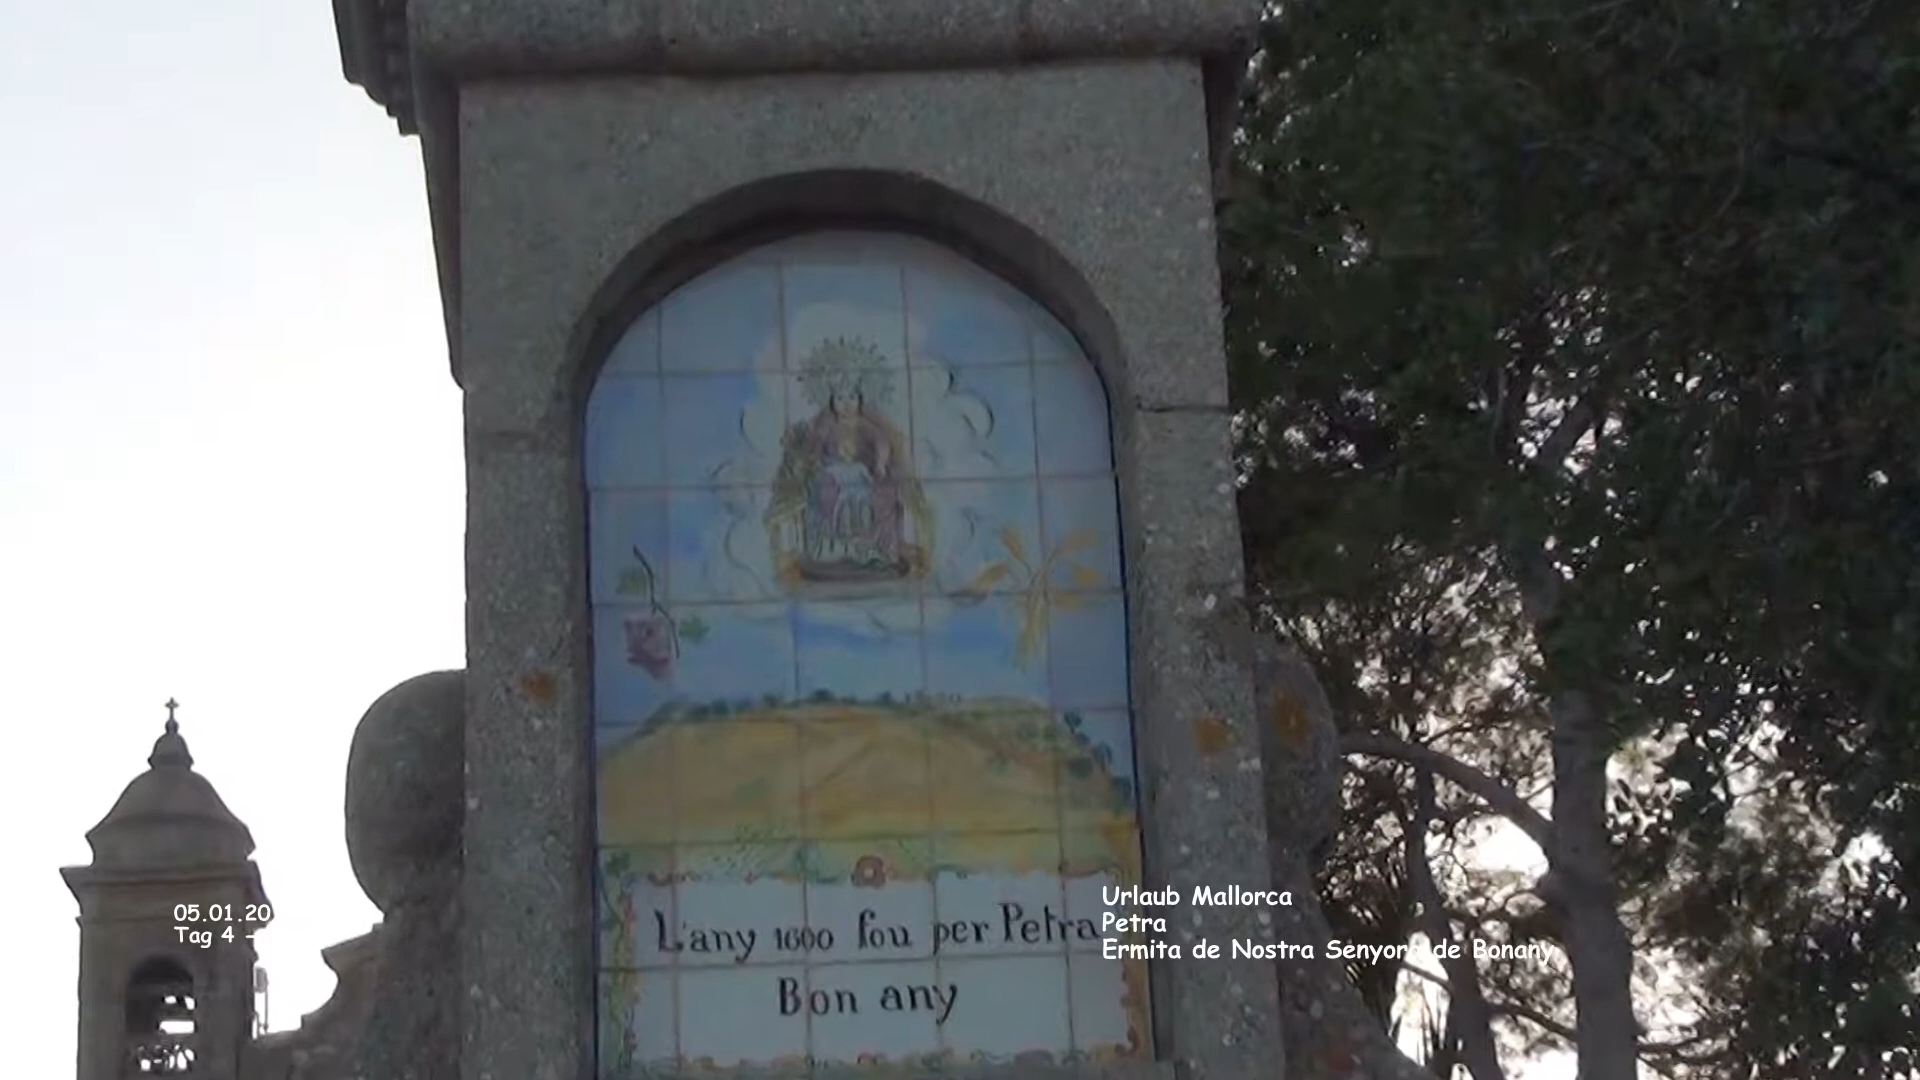 L'any 1600 fou per Petra
Bon any
05.01.20
Tag 4 -
Urlaub Mallorca
Petra
Ermita de Nostra Senyora de Bonany